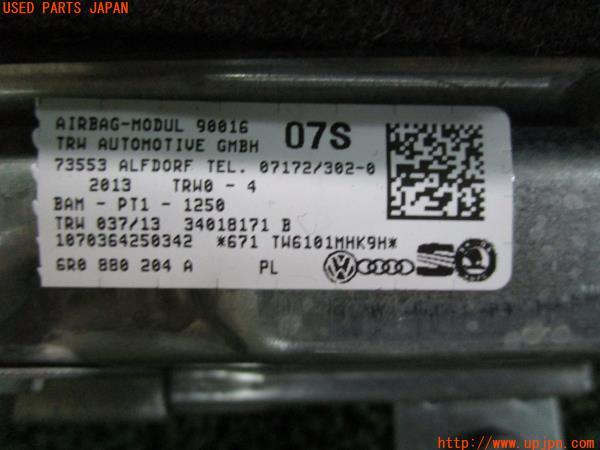 USED PARTS JAPAN
AIRBAG-MODUL 90016
07S
TRW AUTOMOTIVE GMBH
73553 ALFDORF TEL. 07172/302-0
2013 TRW0 - 4
BAM - PT1 - 1250
TRW 037/13 34018171 B
1070364250342 *671 TW6101MHK9H*
6R0 880 204 A PL
http://www.upjpn.com/